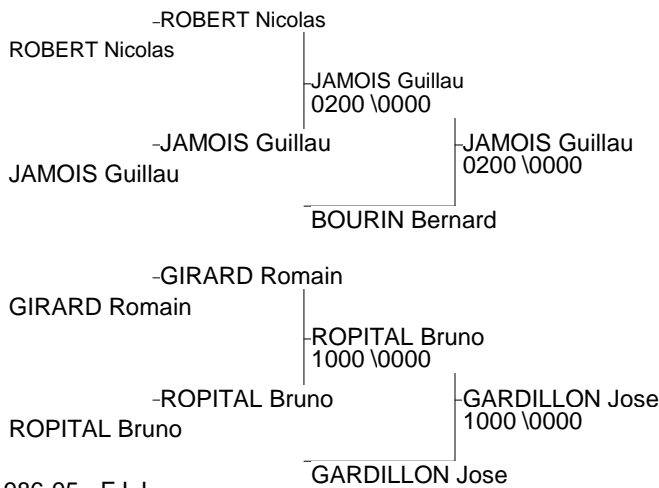 ROBERT Nicolas
ROBERT Nicolas
JAMOIS Guillau
0200 \0000
JAMOIS Guillau
JAMOIS Guillau
0200 \0000
JAMOIS Guillau
BOURIN Bernard
GIRARD Romain
GIRARD Romain
ROPITAL Bruno
1000 \0000
ROPITAL Bruno
GARDILLON Jose
1000 \0000
ROPITAL Bruno
GARDILLON Jose